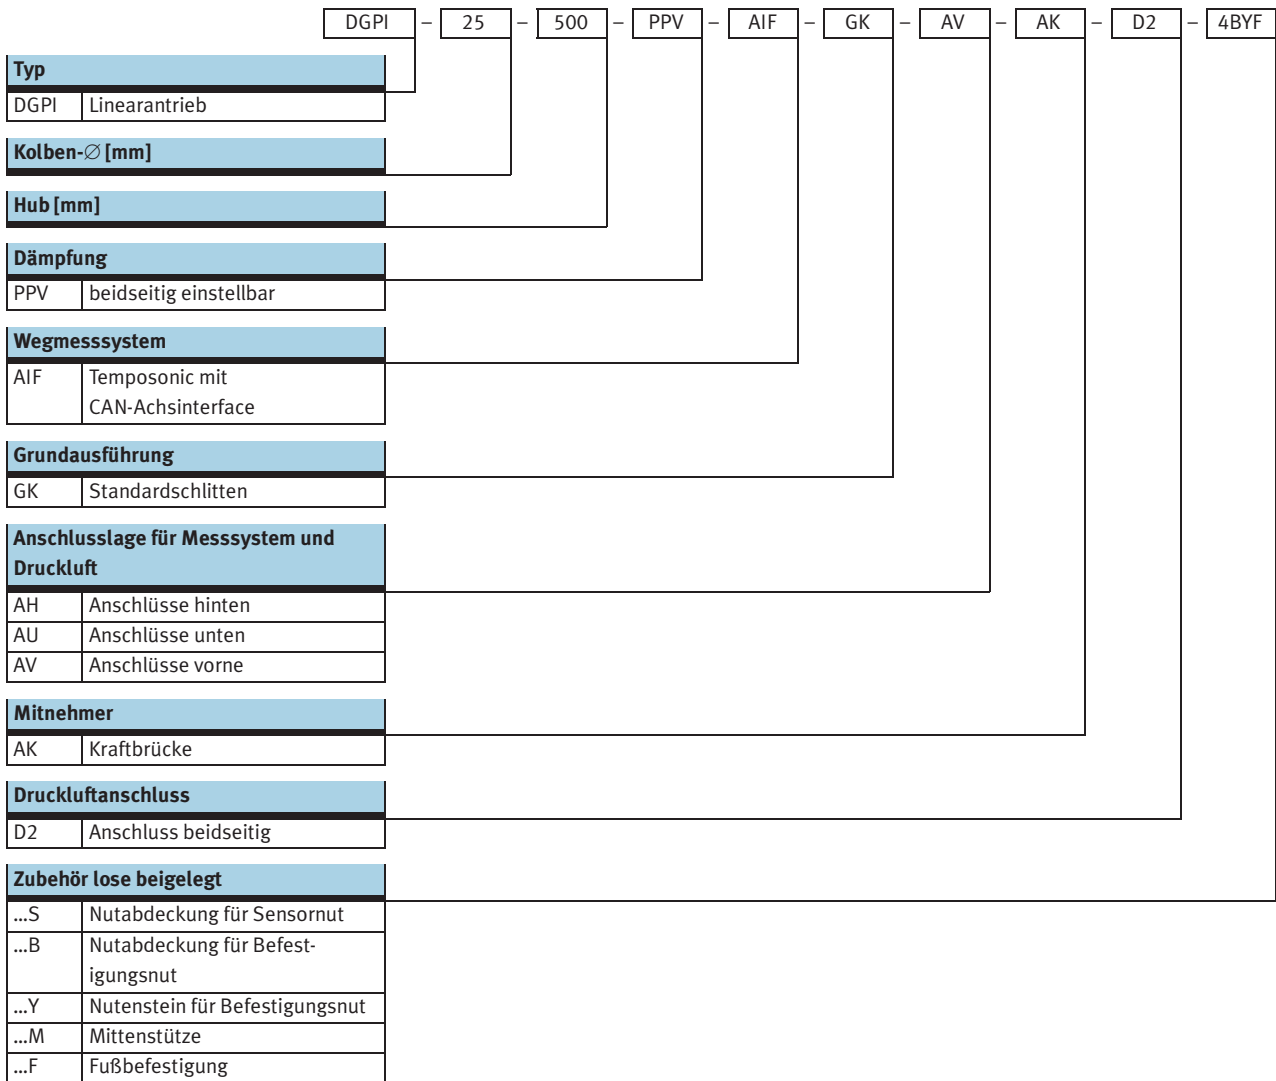 DGPI – 25 – 500 – PPV – AIF – GK – AV – AK – D2 – 4BYF
Typ
DGPI Linearantrieb
Kolben-∅ [mm]
Hub [mm]
Dämpfung
PPV beidseitig einstellbar
Wegmesssystem
AIF Temposonic mit
CAN-Achsinterface
Grundausführung
GK Standardschlitten
Anschlusslage für Messsystem und
Druckluft
AH Anschlüsse hinten
AU Anschlüsse unten
AV Anschlüsse vorne
Mitnehmer
AK Kraftbrücke
Druckluftanschluss
D2 Anschluss beidseitig
Zubehör lose beigelegt
...S Nutabdeckung für Sensornut
...B Nutabdeckung für Befest-
igungsnut
...Y Nutenstein für Befestigungsnut
...M Mittenstütze
...F Fußbefestigung